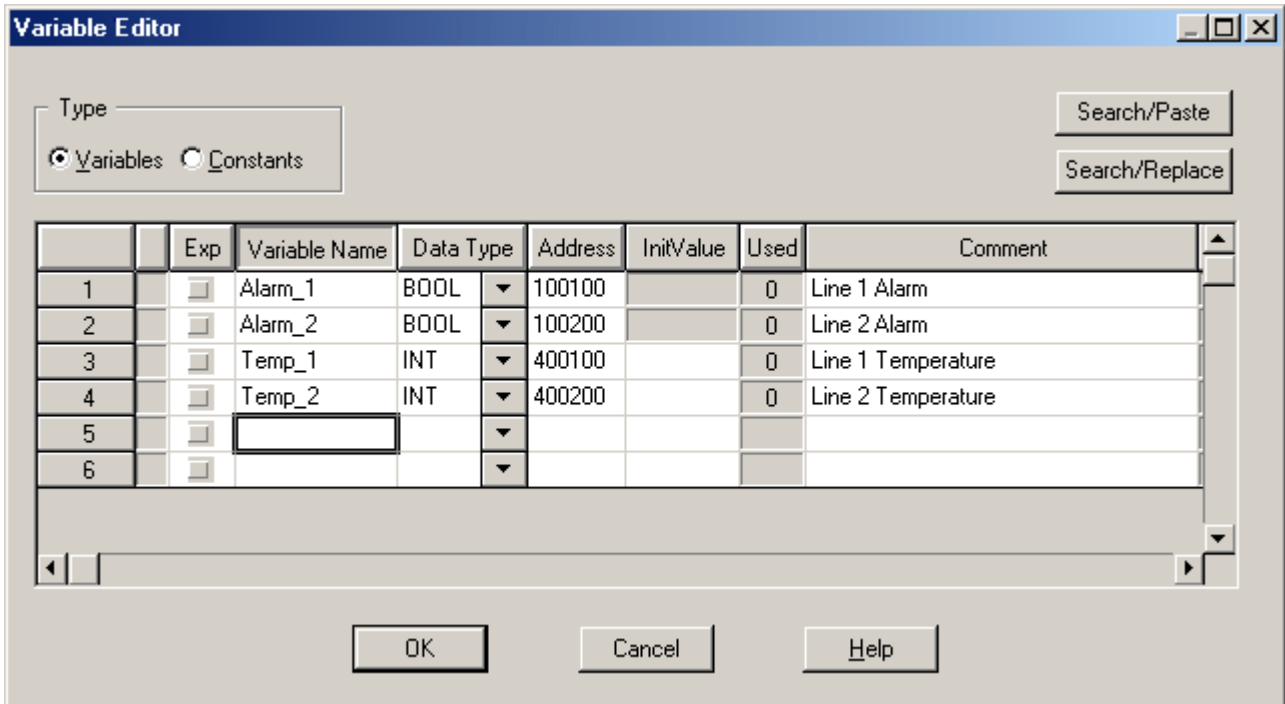 Variable Editor
Type
Variables Constants
Search/Paste
Search/Replace
Exp Variable Name Data Type Address InitValue Used Comment
1 Alarm_1 BOOL 100100 0 Line 1 Alarm
2 Alarm_2 BOOL 100200 0 Line 2 Alarm
3 Temp_1 INT 400100 0 Line 1 Temperature
4 Temp_2 INT 400200 0 Line 2 Temperature
5
6
OK Cancel Help